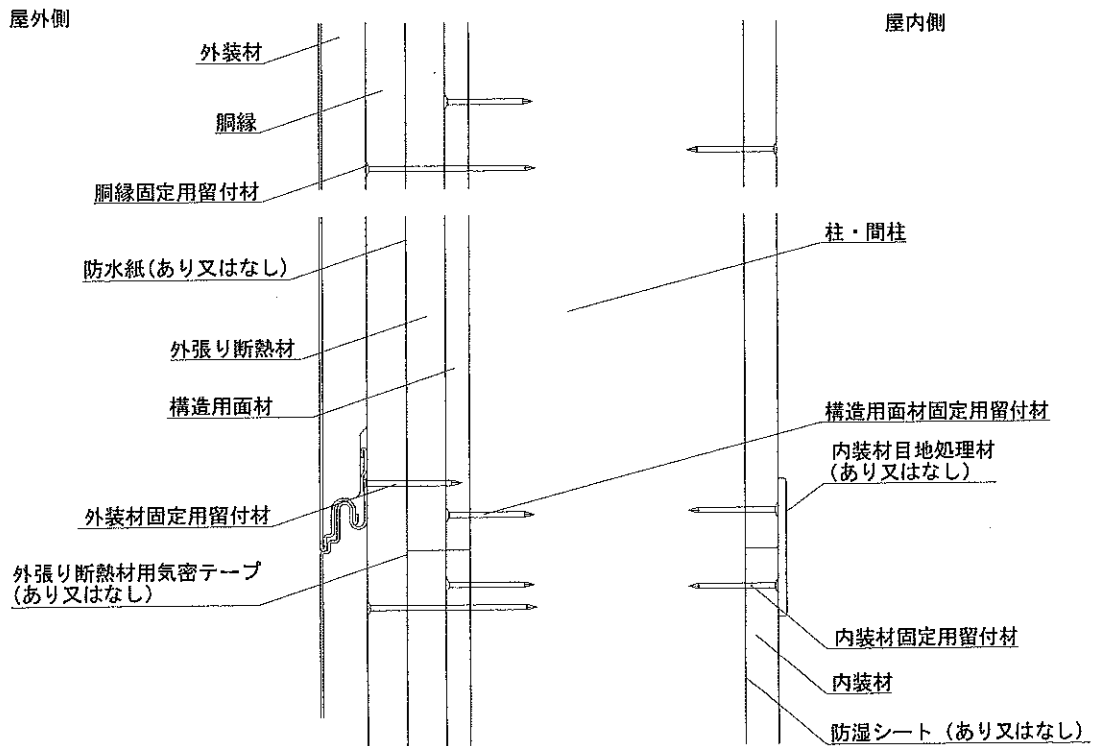 屋外側
屋内側
外装材
胴縁
胴縁固定用留付材
防水紙(あり又はなし)
外張り断熱材
構造用面材
外装材固定用留付材
外張り断熱材用気密テープ
(あり又はなし)
柱・間柱
構造用面材固定用留付材
内装材目地処理材
(あり又はなし)
内装材固定用留付材
内装材
防湿シート (あり又はなし)